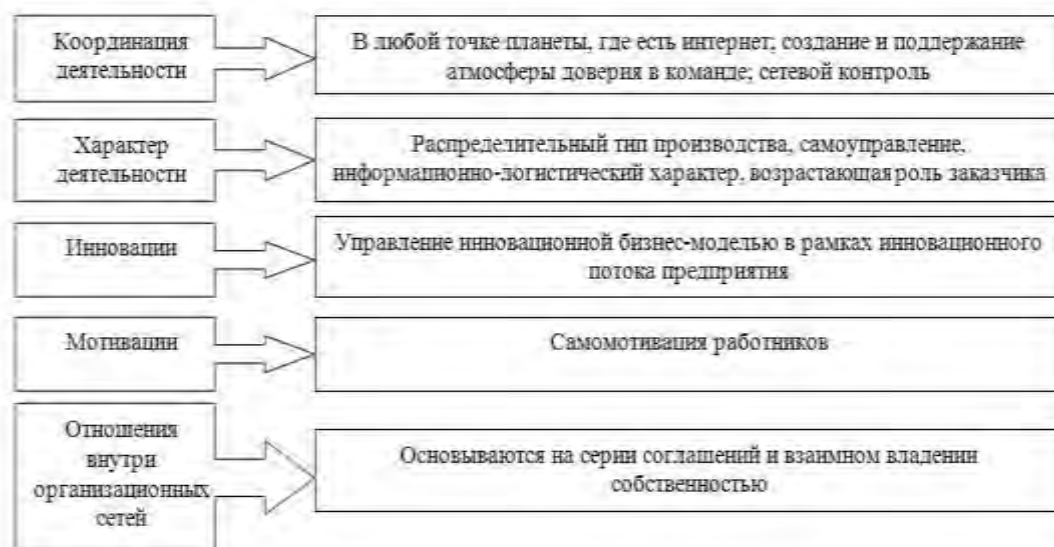 Координация
деятельности
В любой точке планеты, где есть интернет; создание и поддержание
атмосферы доверия в команде; сетевой контроль
Характер
деятельности
Распределительный тип производства, самоуправление,
информационно-логистический характер, возрастающая роль заказчика
Инновации
Управление инновационной бизнес-моделью в рамках инновационного
потока предприятия
Мотивации
Самомотивация работников
Отношения
внутри
организационных
сетей
Основываются на серии соглашений и взаимном владении
собственностью